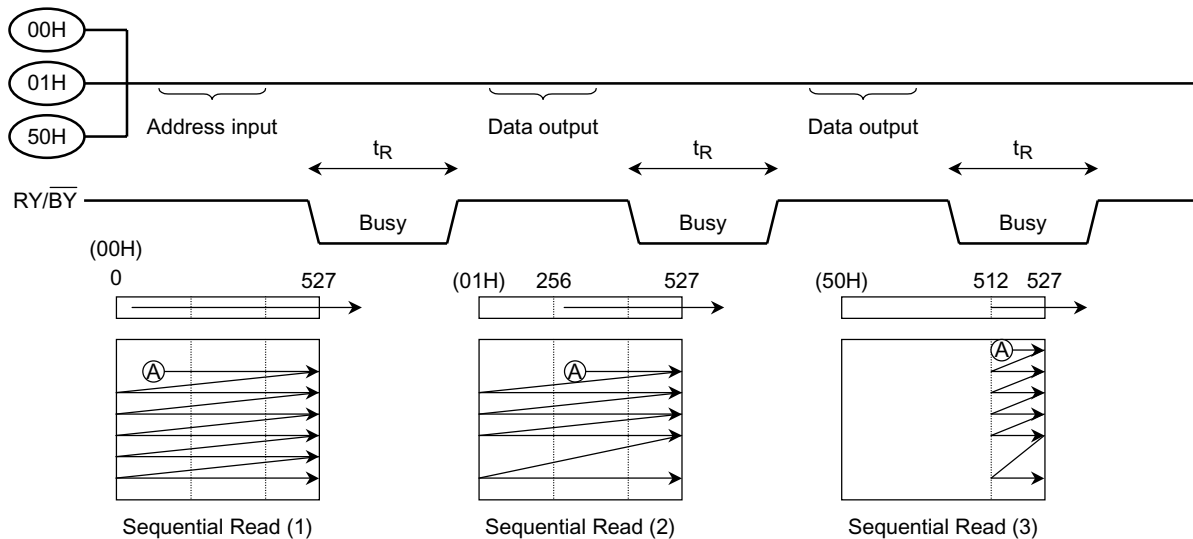 00H
01H
50H
Address input
Data output
Data output
tR
tR
tR
RY/B̅Y̅
Busy
Busy
Busy
(00H)
0 527
(01H) 256 527
(50H) 512 527
A
A
A
Sequential Read (1)
Sequential Read (2)
Sequential Read (3)